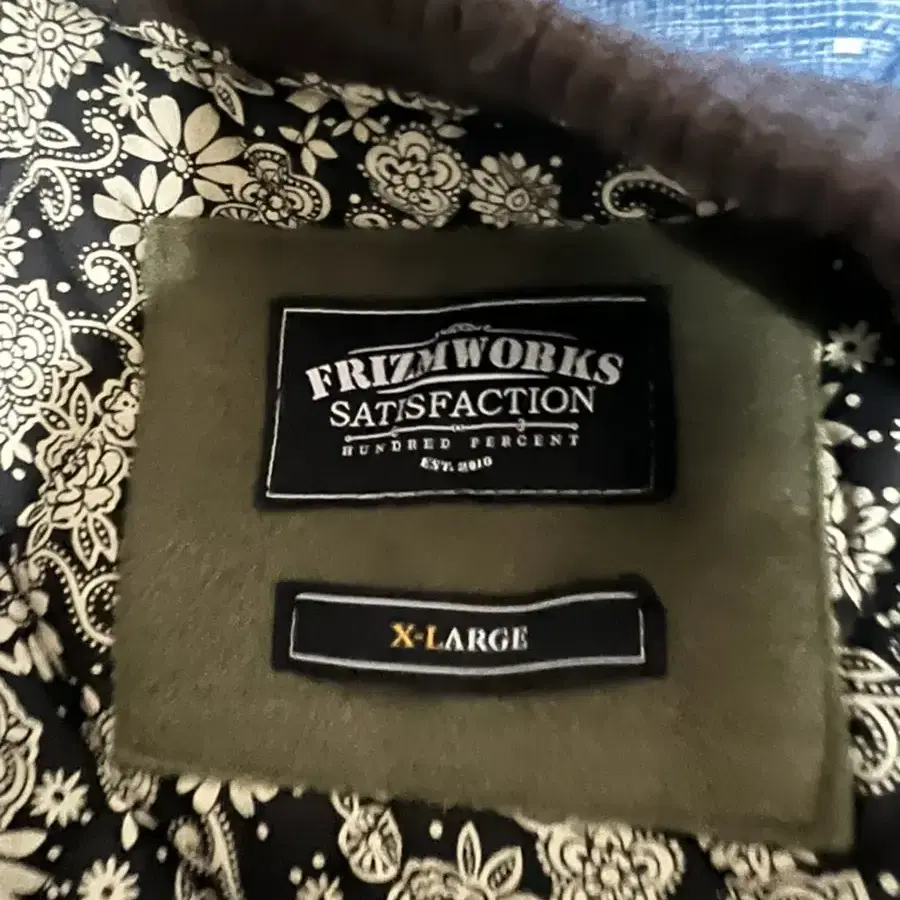 FRIZMWORKS
SATISFACTION
HUNDRED PERCENT
EST. 2010
X-LARGE